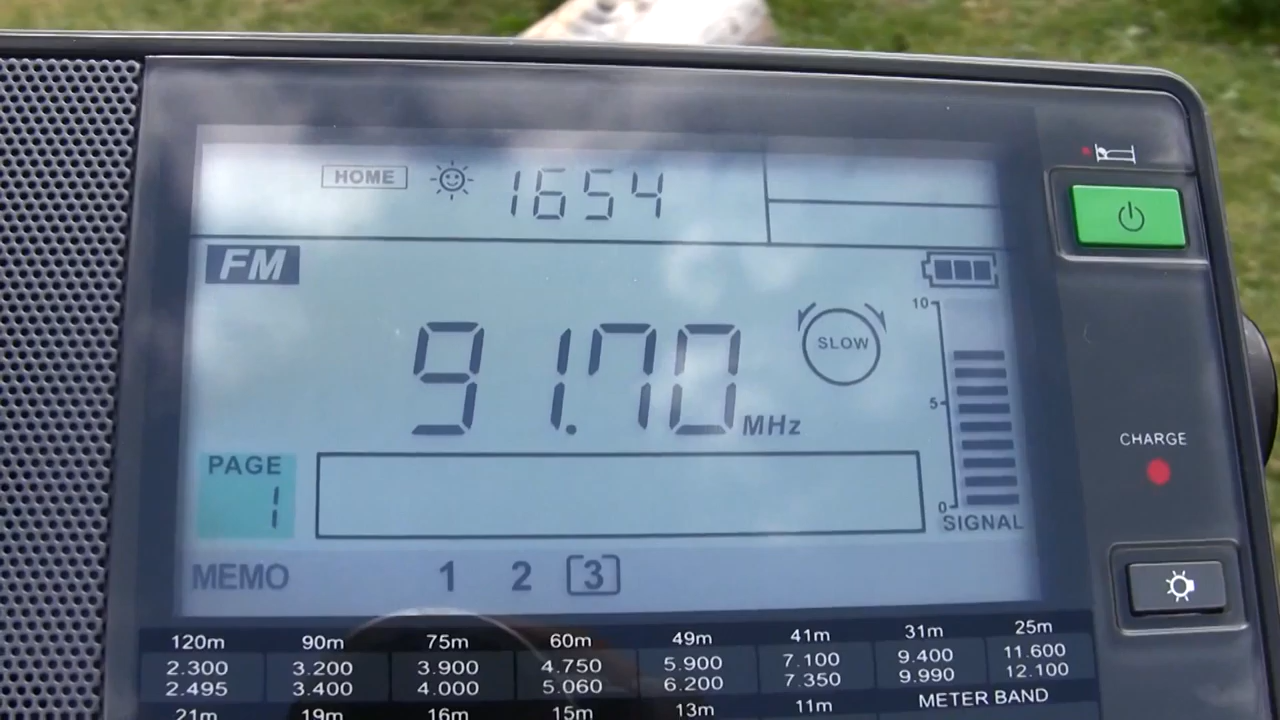 HOME 1654
FM
10
91.70 MHz
SLOW
5
PAGE
1
0
SIGNAL
CHARGE
MEMO 1 2 [3]
120m 90m 75m 60m 49m 41m 31m 25m
2.300 3.200 3.900 4.750 5.900 7.100 9.400 11.600
2.495 3.400 4.000 5.060 6.200 7.350 9.990 12.100
21m 19m 16m 15m 13m 11m METER BAND